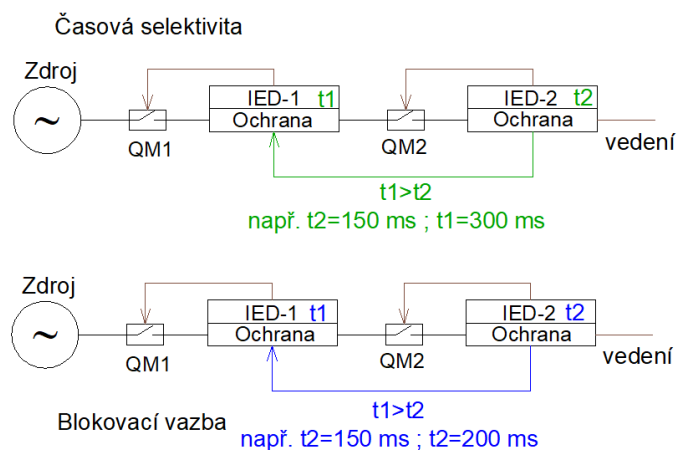 Časová selektivita
Zdroj
~
IED-1 t1
Ochrana
IED-2 t2
Ochrana
QM1
QM2
vedení
t1>t2
např. t2=150 ms ; t1=300 ms
Zdroj
~
IED-1 t1
Ochrana
IED-2 t2
Ochrana
QM1
QM2
vedení
t1>t2
Blokovací vazba
např. t2=150 ms ; t2=200 ms